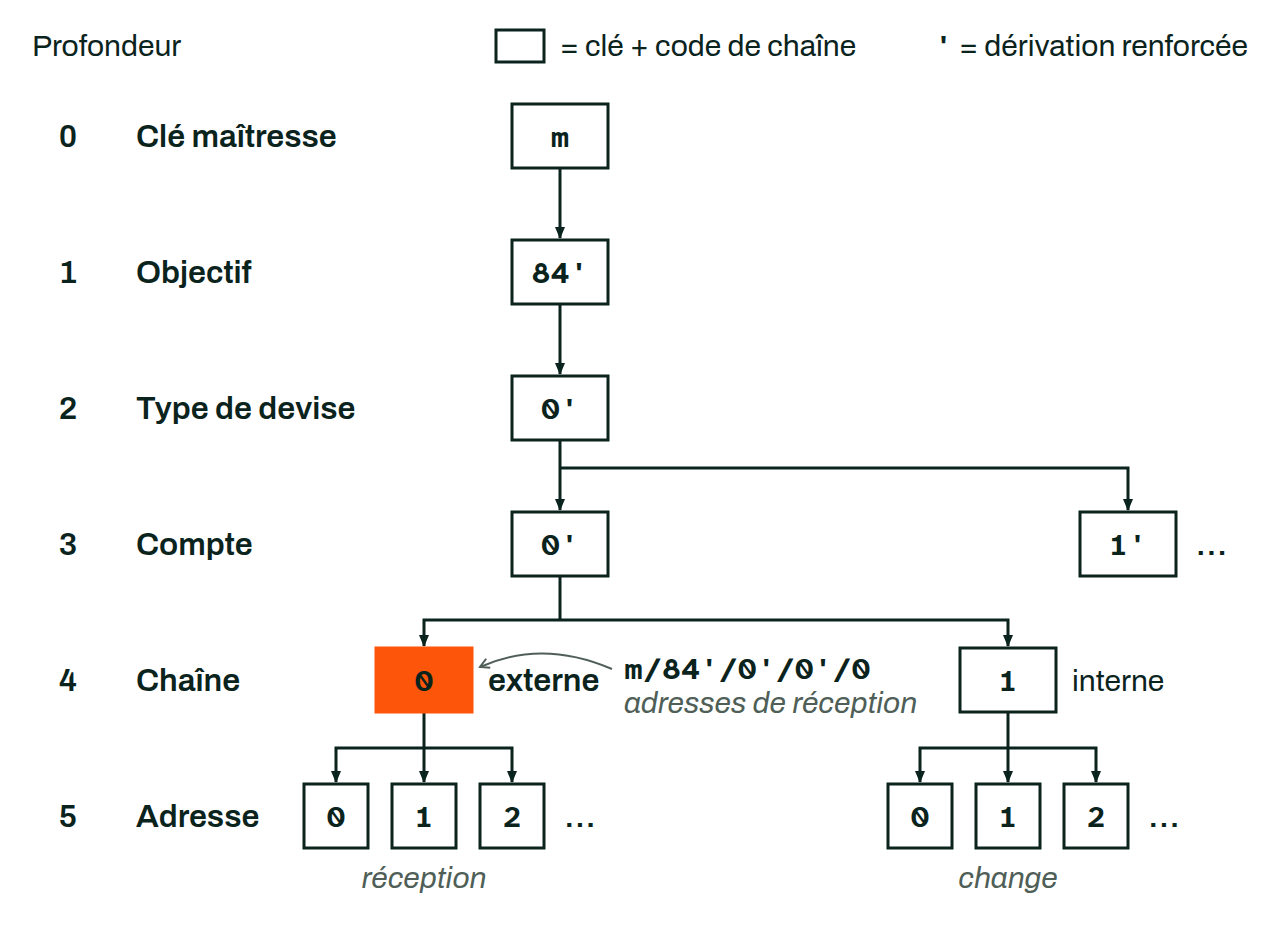 Profondeur
= clé + code de chaîne
' = dérivation renforcée
0 Clé maîtresse
m
1 Objectif
84'
2 Type de devise
0'
3 Compte
0'
1' ...
4 Chaîne
0 externe
m/84'/0'/0'/0
adresses de réception
1 interne
5 Adresse
0 1 2 ...
0 1 2 ...
réception
change